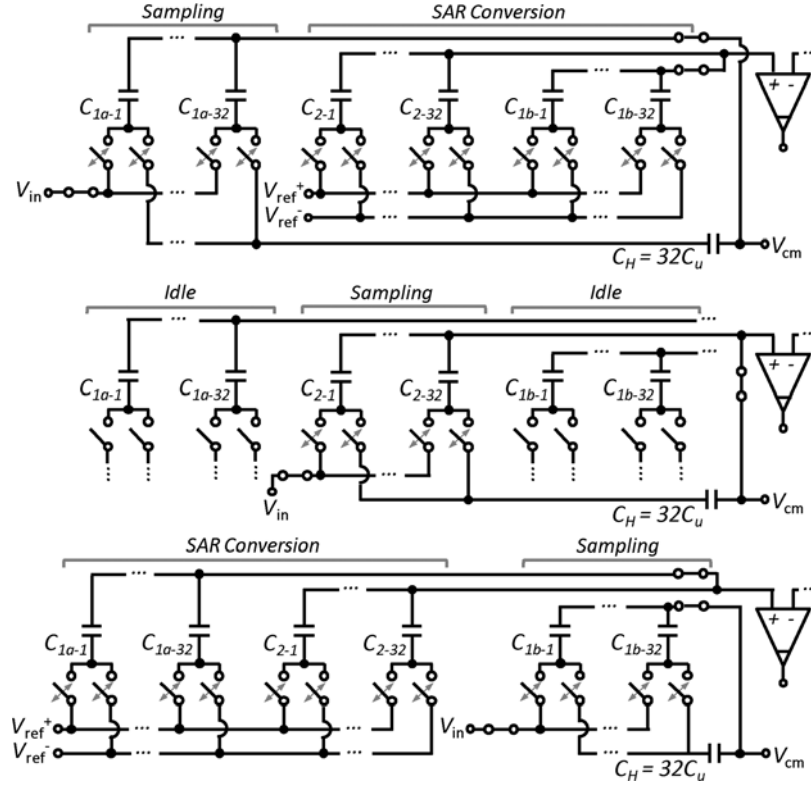 Sampling SAR Conversion
... ... ...
C1a-1 C1a-32 C2-1 C2-32 C1b-1 C1b-32 + -
Vin ... Vref+ ... ... ...
Vref- ... ... ...
... CH = 32Cu Vcm
Idle Sampling Idle
... ... ... ... ...
C1a-1 C1a-32 C2-1 C2-32 C1b-1 C1b-32 + -
... ... ... ... ... ... ... ... ...
Vin CH = 32Cu Vcm
SAR Conversion Sampling
... ... ... ...
C1a-1 C1a-32 C2-1 C2-32 C1b-1 C1b-32 + -
Vref+ ... ... ... Vin ...
Vref- ... ... ... ... Vcm
CH = 32Cu